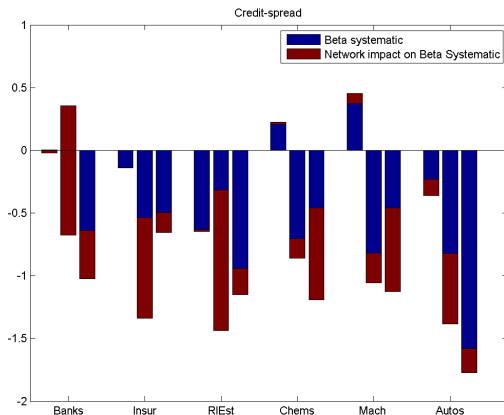 Credit-spread
Beta systematic
Network impact on Beta Systematic
1
0.5
0
-0.5
-1
-1.5
-2
Banks Insur RlEst Chems Mach Autos